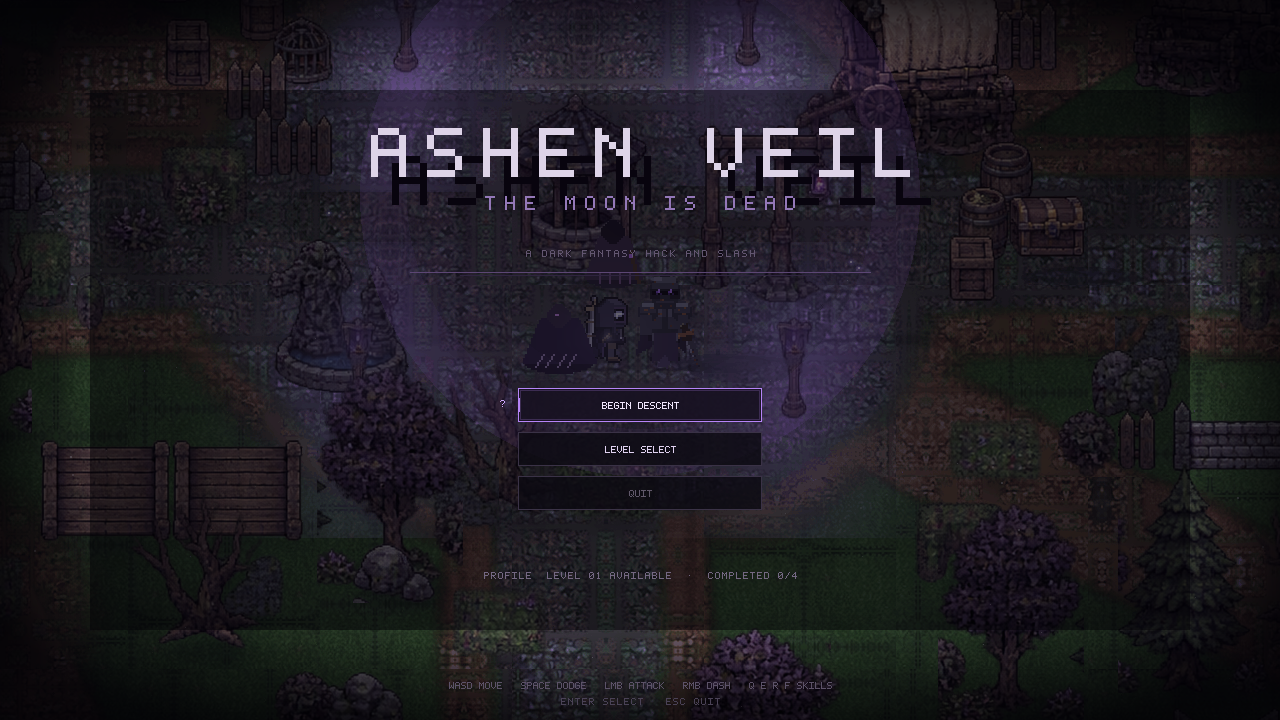 ASHEN VEIL
THE MOON IS DEAD
A DARK FANTASY HACK AND SLASH
? BEGIN DESCENT
LEVEL SELECT
QUIT
PROFILE LEVEL 01 AVAILABLE · COMPLETED 0/4
WASD MOVE SPACE DODGE LMB ATTACK RMB DASH Q E R F SKILLS
ENTER SELECT ESC QUIT